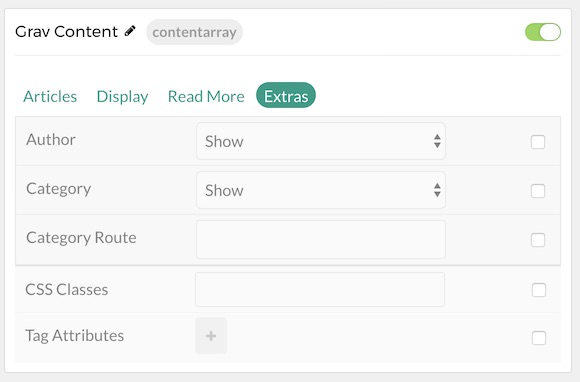 Grav Content contentarray
Articles Display Read More Extras
Author Show
Category Show
Category Route
CSS Classes
Tag Attributes +